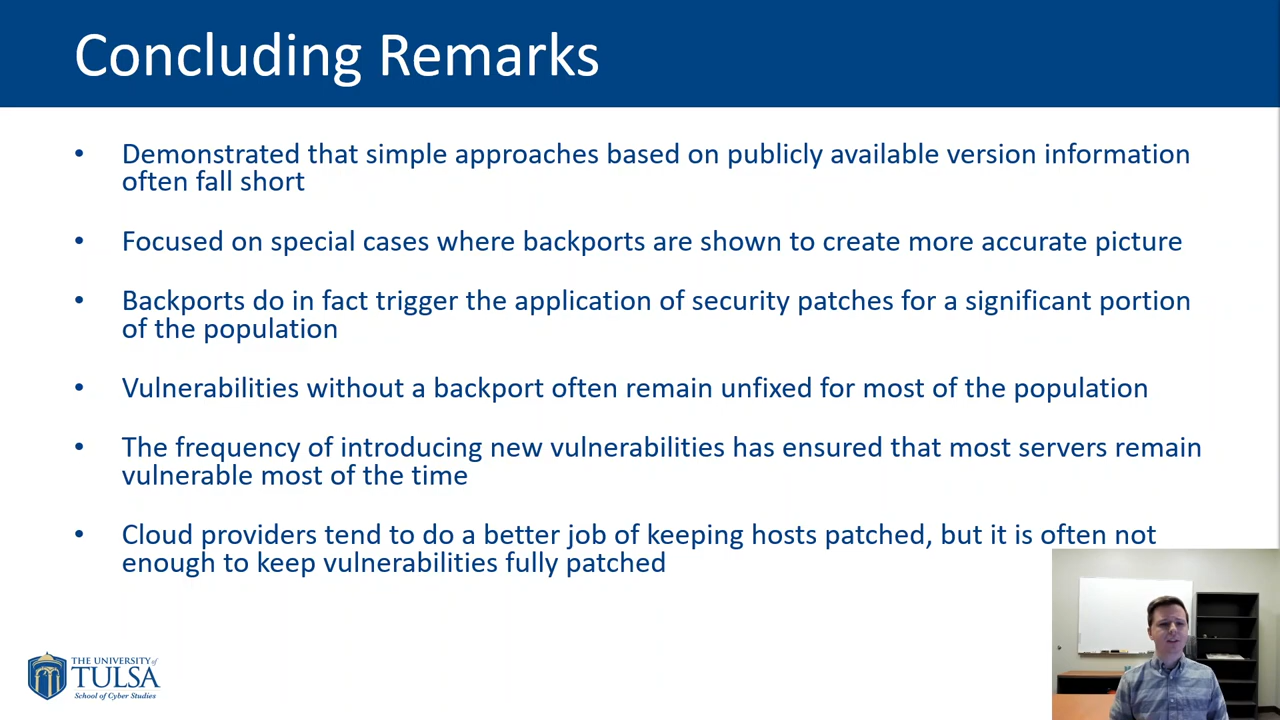 Concluding Remarks
• Demonstrated that simple approaches based on publicly available version information
often fall short
• Focused on special cases where backports are shown to create more accurate picture
• Backports do in fact trigger the application of security patches for a significant portion
of the population
• Vulnerabilities without a backport often remain unfixed for most of the population
• The frequency of introducing new vulnerabilities has ensured that most servers remain
vulnerable most of the time
• Cloud providers tend to do a better job of keeping hosts patched, but it is often not
enough to keep vulnerabilities fully patched
THE UNIVERSITY of
TULSA
School of Cyber Studies